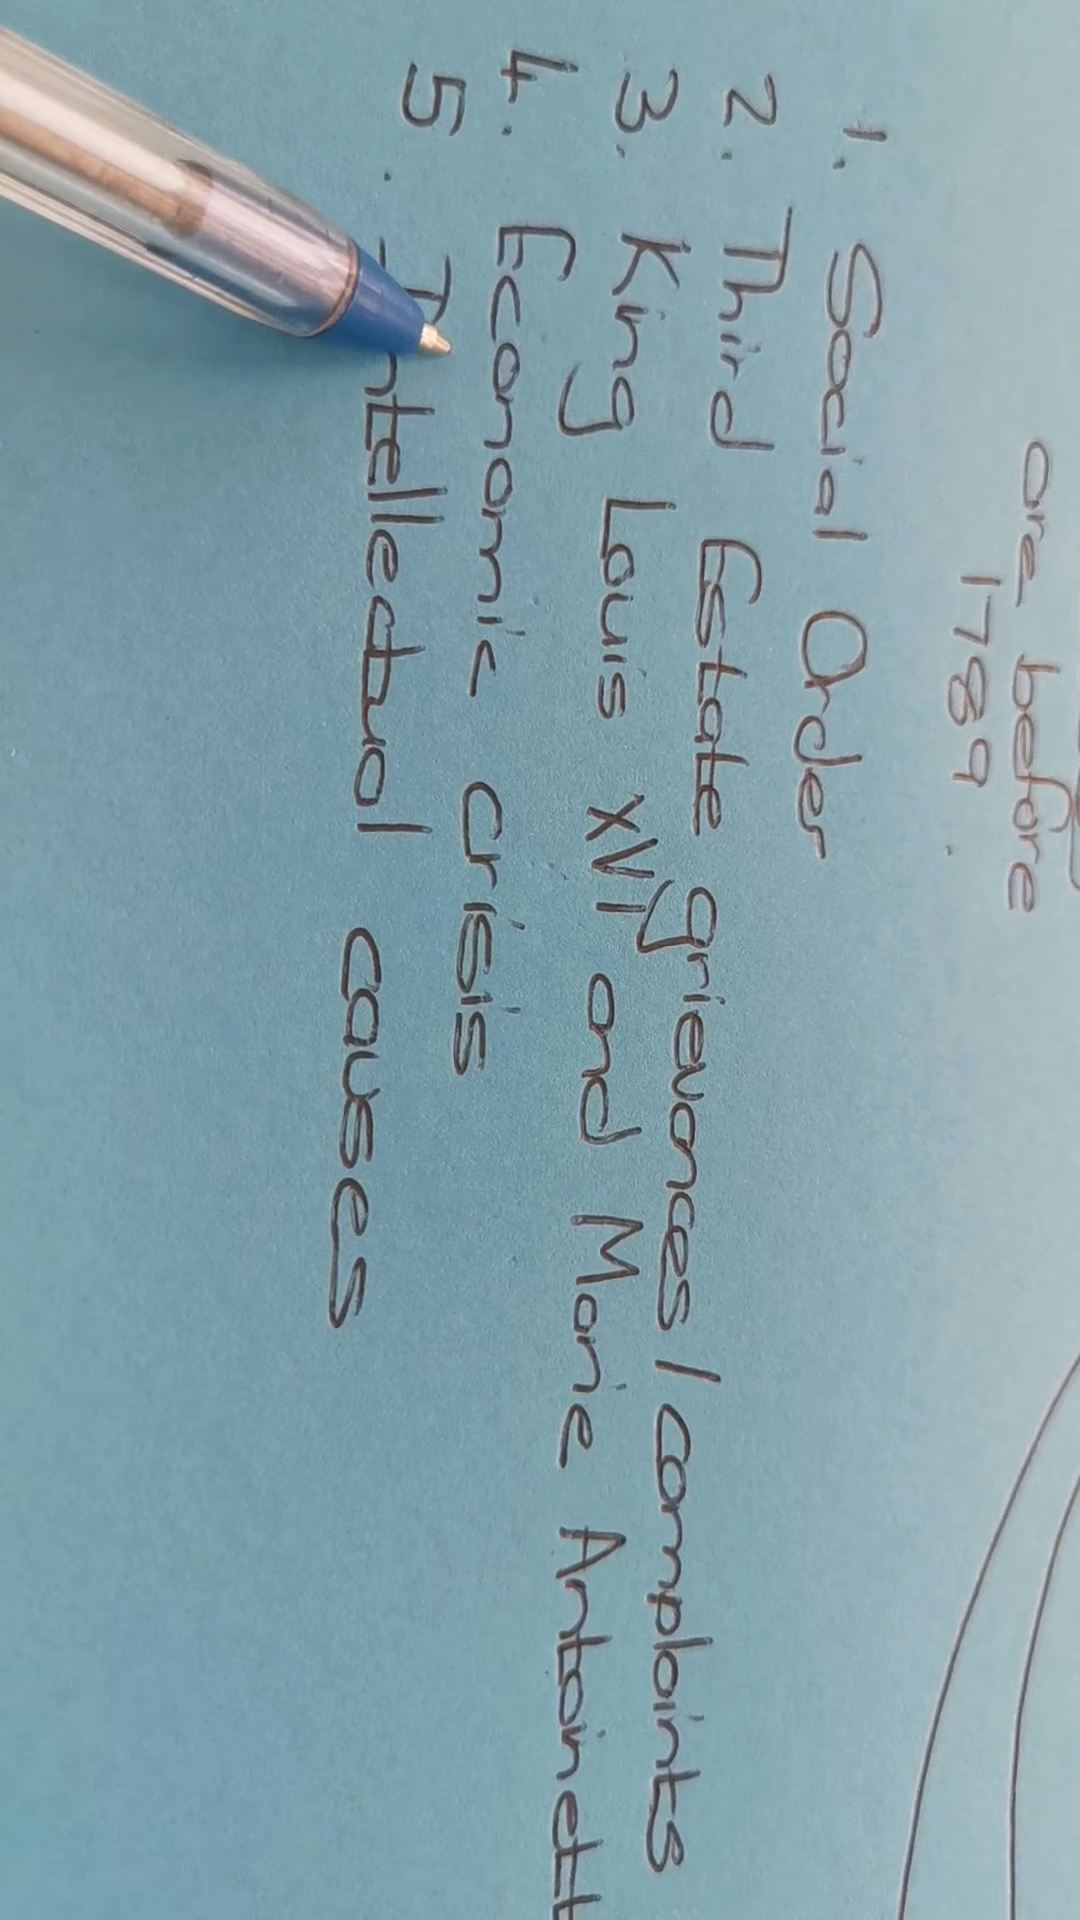 are before
1789.
1. Social Order
2. Third Estate grievances/complaints
3. King Louis XVI and Marie Antoinett
4. Economic crisis
5. Intellectual causes